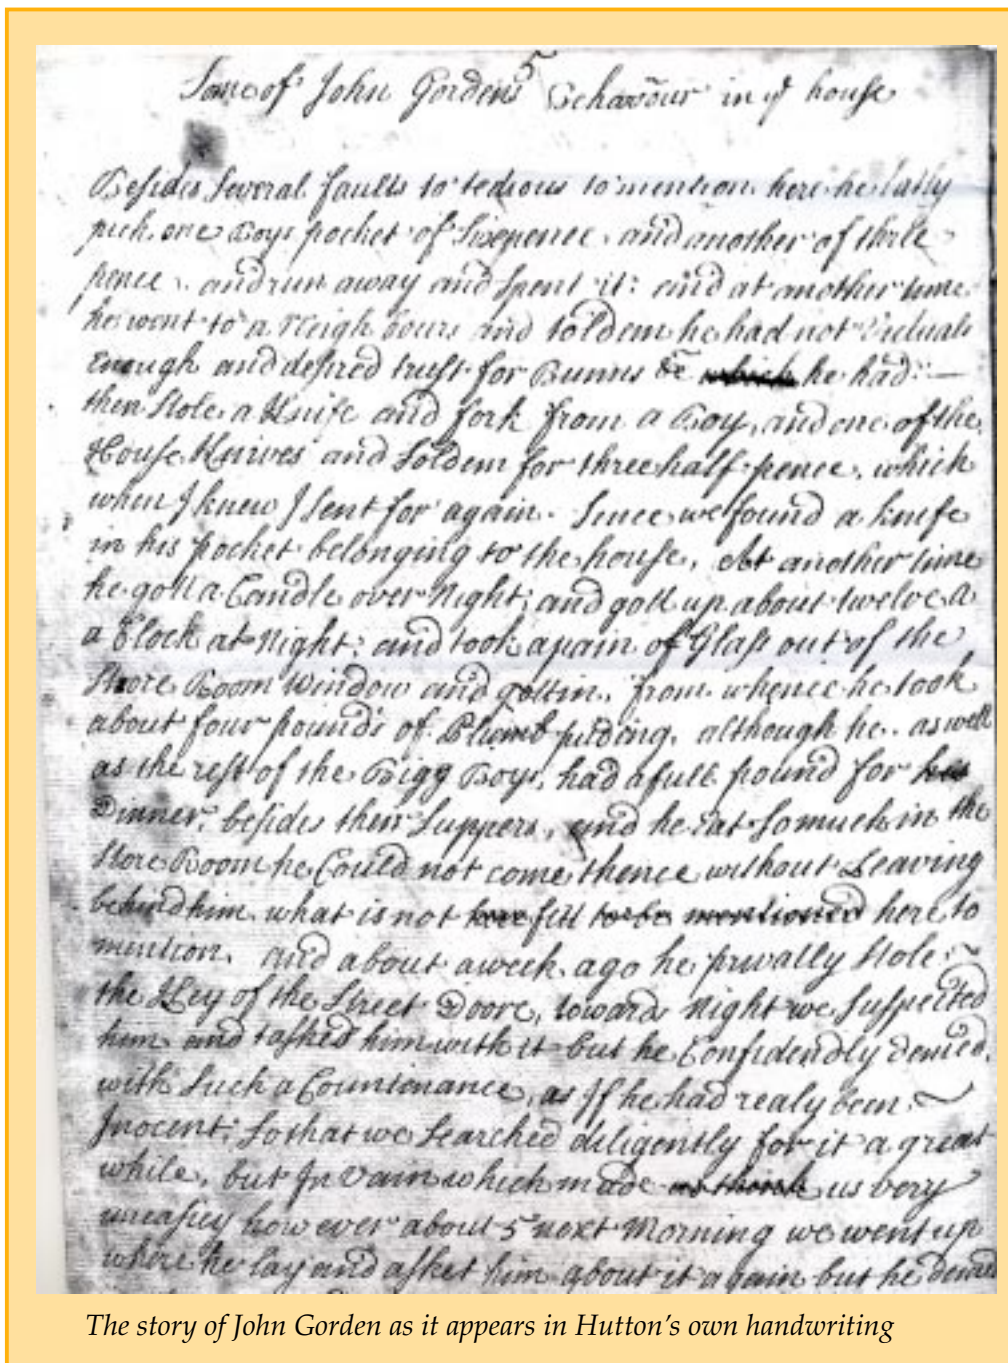 5
Some of John Gordens Behaviour in ye house
Besides several faults to tedious to mention here he lately
pick one Boys pocket of Sixpence, and another of three
pence, and run away and spent it: and at another time
he went to a Neighbours and told em he had not victuals
enough and desired trust for Bunns &c which he had:—
then stole a Knife and fork from a Boy, and one of the
House Knives and sold em for three half pence, which
when I knew I sent for again. Since we found a knife
in his pocket belonging to the house, At another time
he gott a Candle over Night; and gott up about twelve a
a Clock at Night: and took a pain of Glass out of the
Store Room Window and gott in, from whence he took
about four pounds of Plumb pudding, although he, as well
as the rest of the Bigg Boys, had a full pound for his
Dinner, besides their Suppers, and he eat so much in the
Store Room he Could not come thence without Leaving
behind him what is not here fitt to be mentioned here to
mention, and about a week ago he privatly stole
the Key of the Street Doore, towards Night we suspected
him and tasked him with it but he Confidendly denied,
with such a Countenance, as If he had realy been
Inocent; so that we searched diligently for it a great
while, but In Vain which made us think us very
uneasiey however about 5 next Morning we went up
where he lay and asket him about it again but he denied
The story of John Gorden as it appears in Hutton's own handwriting